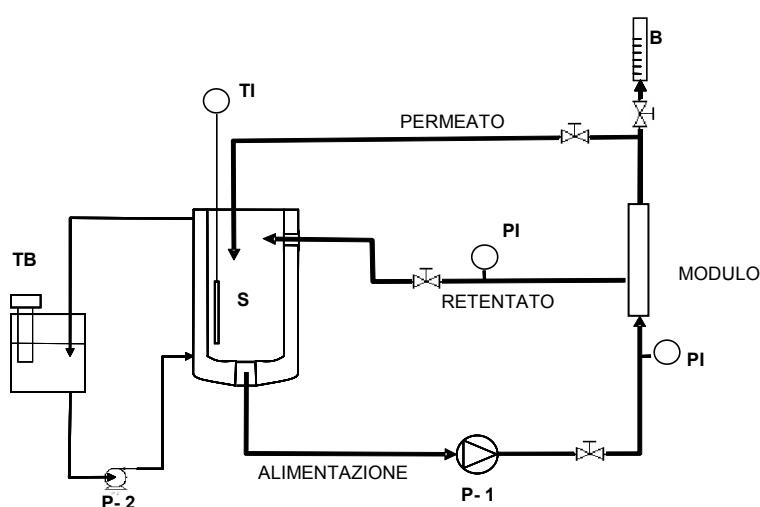 B
TI
PERMEATO
PI
TB
MODULO
S
RETENTATO
PI
ALIMENTAZIONE
P- 1
P- 2